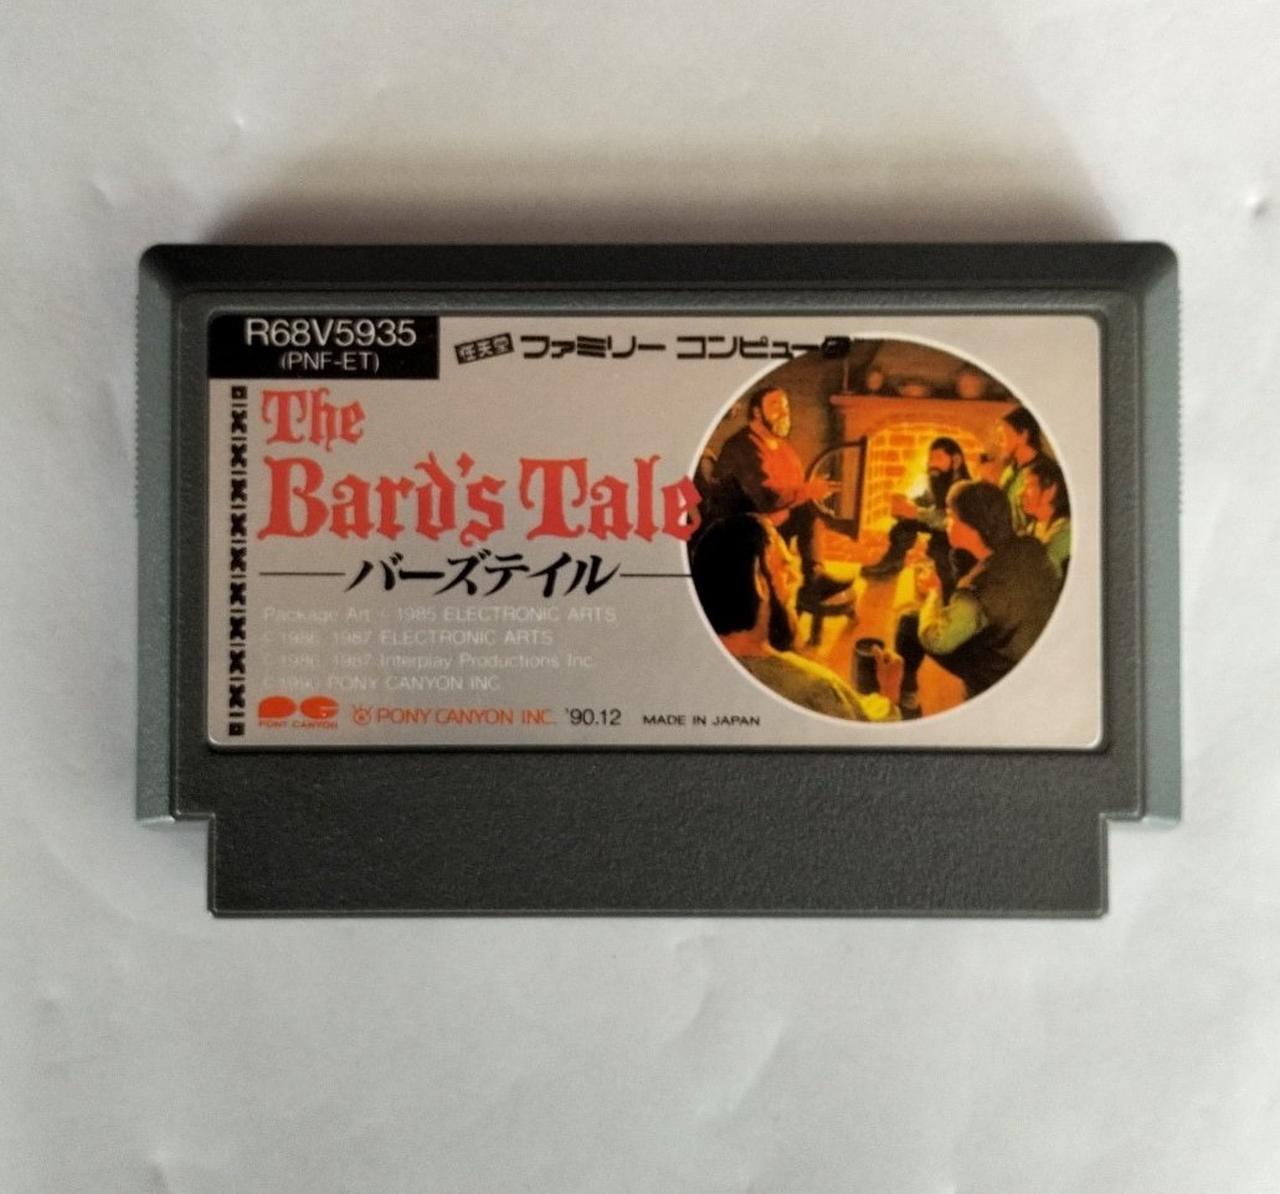 R68V5935
(PNF-ET)
任天堂 ファミリー コンピュータ
The
Bard's Tale
バーズテイル
Package Art © 1985 ELECTRONIC ARTS
© 1986 1987 ELECTRONIC ARTS
© 1986 1987 Interplay Productions Inc.
© 1990 PONY CANYON INC.
PONY CANYON PONY CANYON INC. '90.12 MADE IN JAPAN